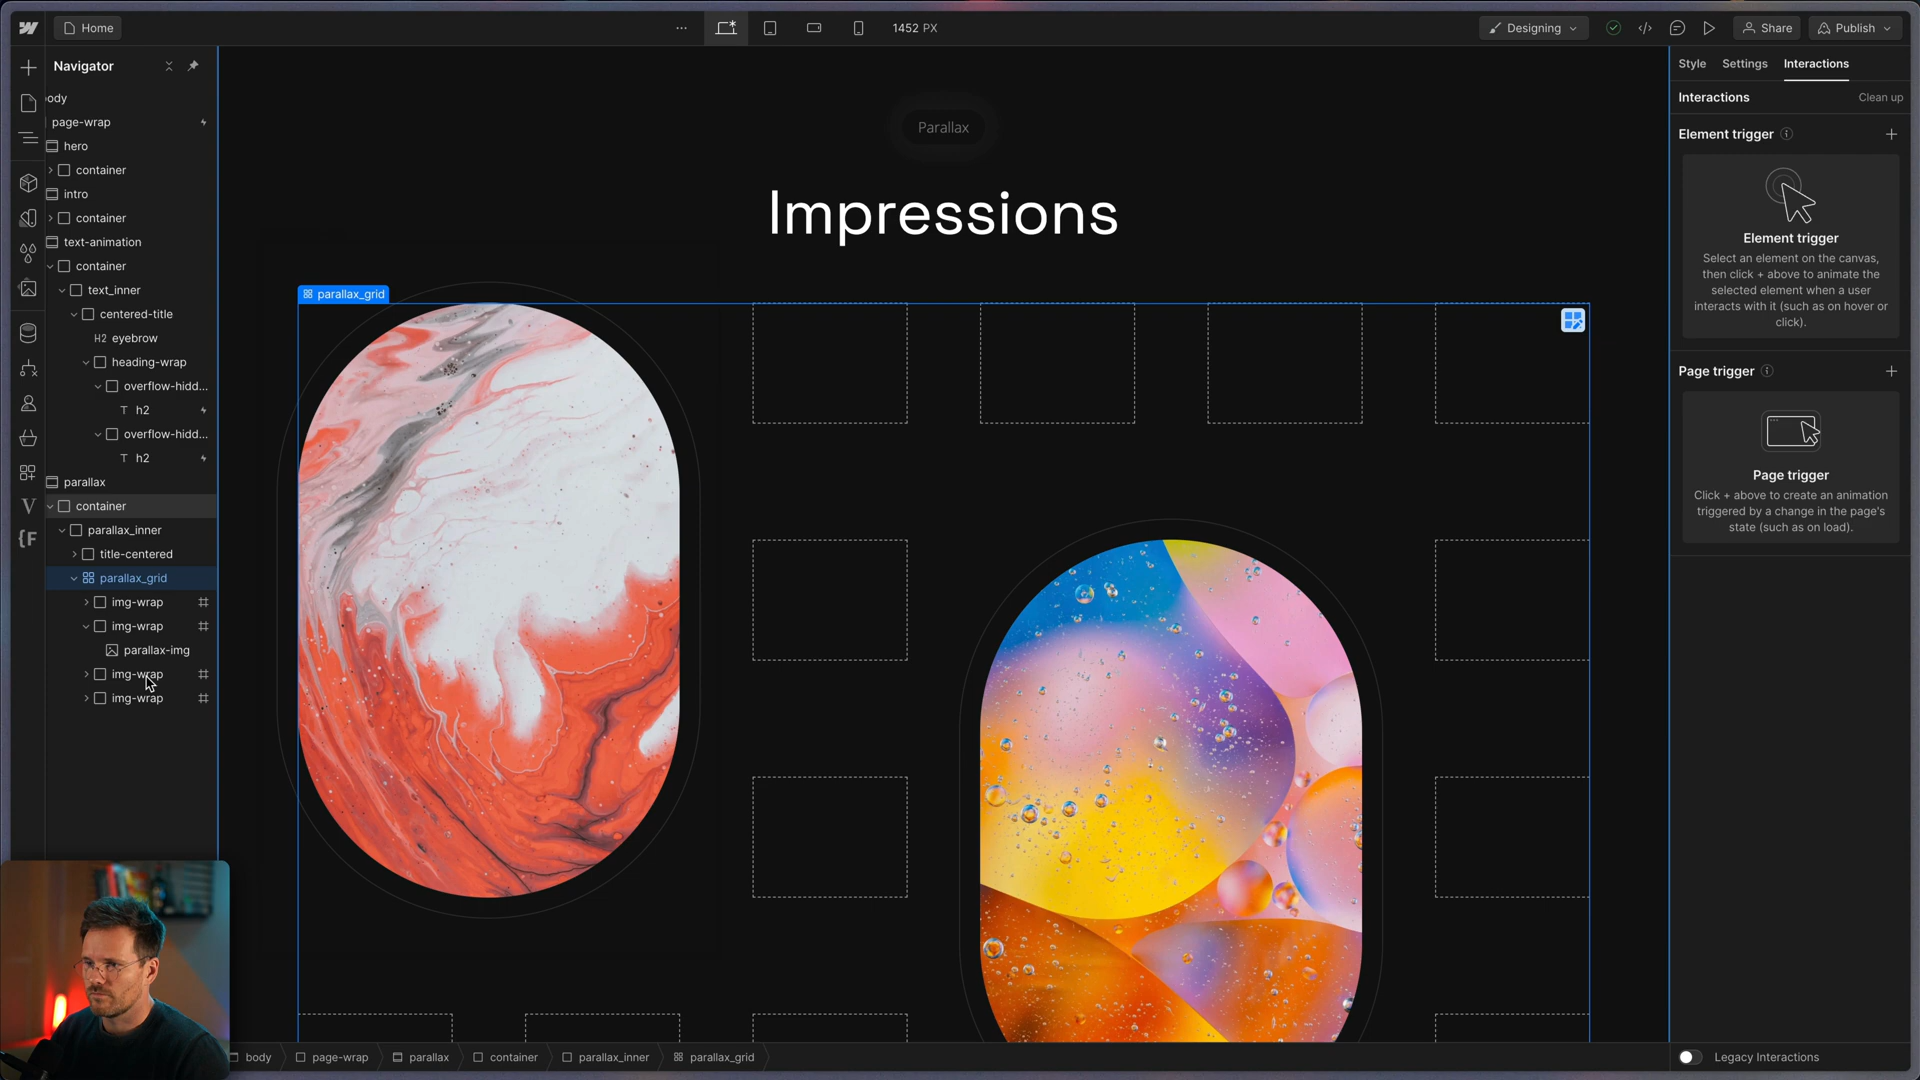 Home
1452 PX
Designing
Share
Publish
Navigator
body
page-wrap
hero
container
intro
container
text-animation
container
text_inner
centered-title
H2 eyebrow
heading-wrap
overflow-hidd...
T h2
overflow-hidd...
T h2
parallax
container
parallax_inner
title-centered
parallax_grid
img-wrap
img-wrap
parallax-img
img-wrap
img-wrap
Parallax
Impressions
parallax_grid
Style Settings Interactions
Interactions Clean up
Element trigger
Element trigger
Select an element on the canvas,
then click + above to animate the
selected element when a user
interacts with it (such as on hover or
click).
Page trigger
Page trigger
Click + above to create an animation
triggered by a change in the page's
state (such as on load).
body page-wrap parallax container parallax_inner parallax_grid
Legacy Interactions